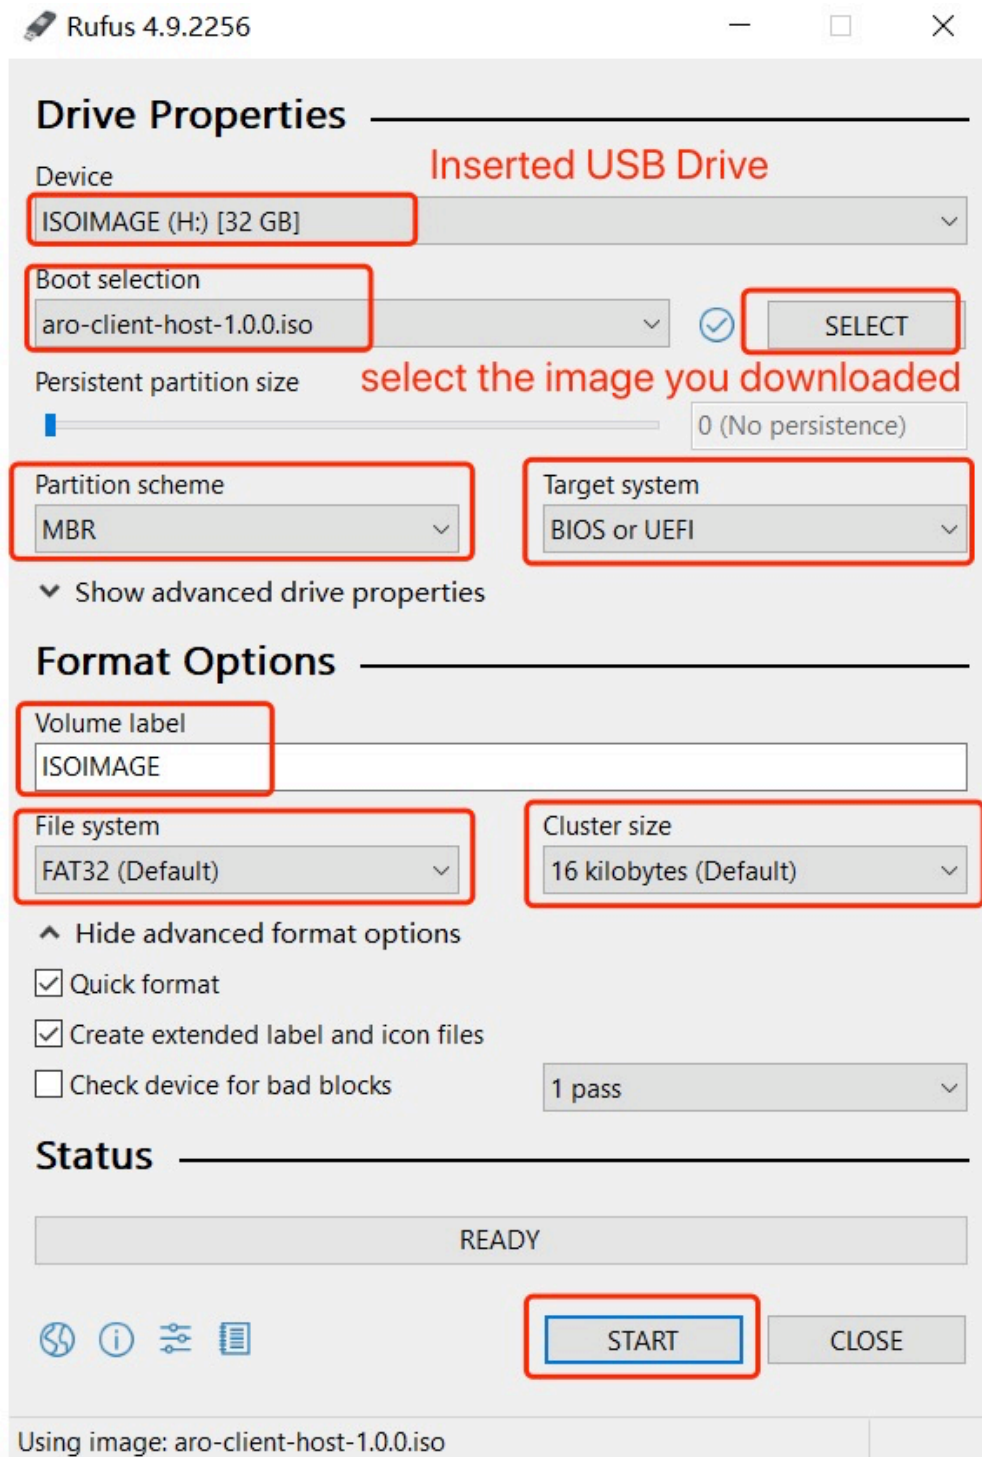 Rufus 4.9.2256
Drive Properties
Inserted USB Drive
Device
ISOIMAGE (H:) [32 GB]
Boot selection
aro-client-host-1.0.0.iso
SELECT
Persistent partition size
select the image you downloaded
0 (No persistence)
Partition scheme
Target system
MBR
BIOS or UEFI
Show advanced drive properties
Format Options
Volume label
ISOIMAGE
File system
Cluster size
FAT32 (Default)
16 kilobytes (Default)
Hide advanced format options
Quick format
Create extended label and icon files
Check device for bad blocks
1 pass
Status
READY
START
CLOSE
Using image: aro-client-host-1.0.0.iso